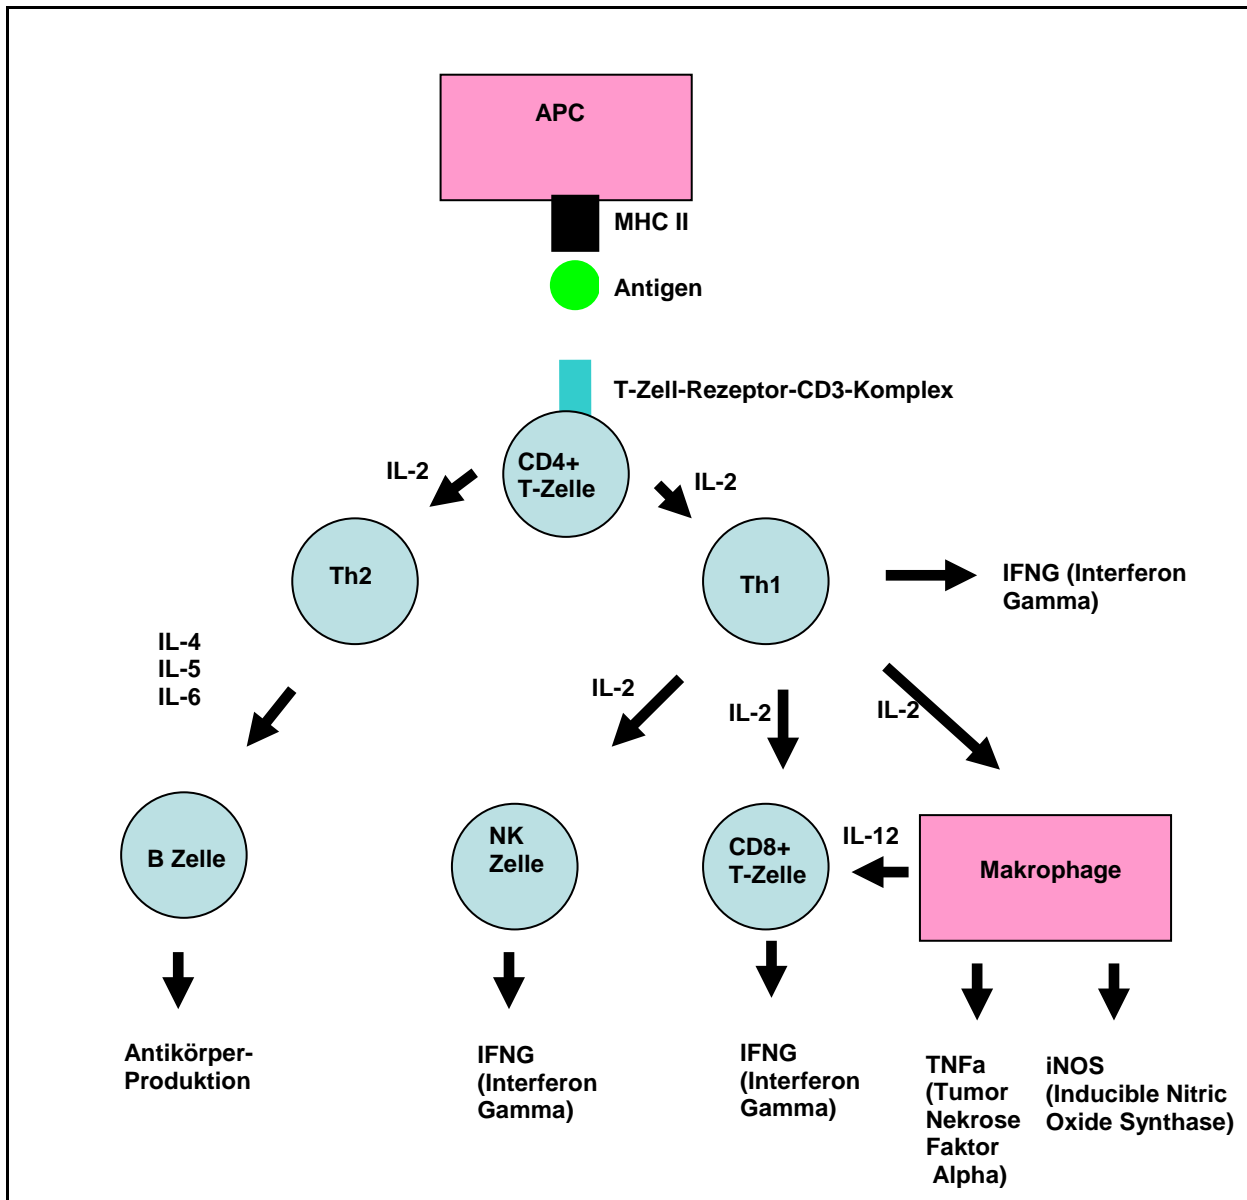 APC
MHC II
Antigen
T-Zell-Rezeptor-CD3-Komplex
CD4+
T-Zelle
IL-2
IL-2
Th2
Th1
IFNG (Interferon
Gamma)
IL-4
IL-5
IL-6
IL-2
IL-2
IL-2
B Zelle
NK
Zelle
CD8+
T-Zelle
IL-12
Makrophage
Antikörper-
Produktion
IFNG
(Interferon
Gamma)
IFNG
(Interferon
Gamma)
TNFa
(Tumor
Nekrose
Faktor
Alpha)
iNOS
(Inducible Nitric
Oxide Synthase)